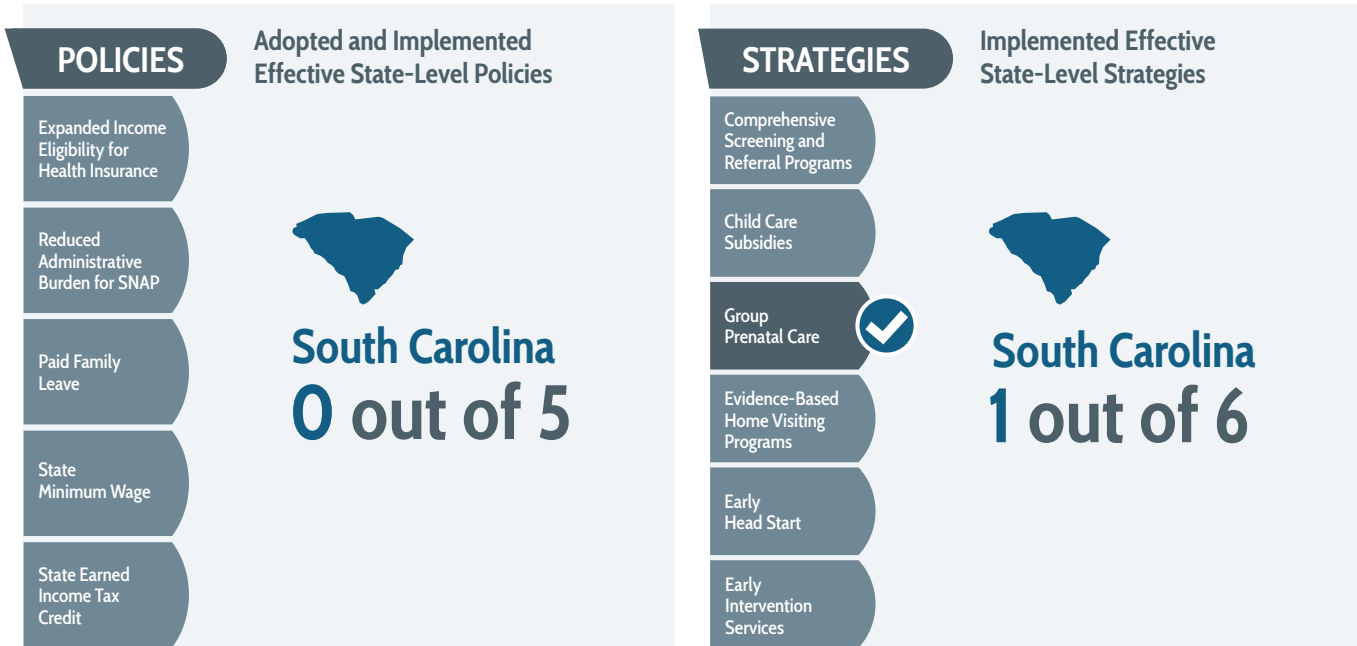 POLICIES
Adopted and Implemented
Effective State-Level Policies
Expanded Income
Eligibility for
Health Insurance
Reduced
Administrative
Burden for SNAP
Paid Family
Leave
State
Minimum Wage
State Earned
Income Tax
Credit
South Carolina
0 out of 5
STRATEGIES
Implemented Effective
State-Level Strategies
Comprehensive
Screening and
Referral Programs
Child Care
Subsidies
Group
Prenatal Care
Evidence-Based
Home Visiting
Programs
Early
Head Start
Early
Intervention
Services
South Carolina
1 out of 6